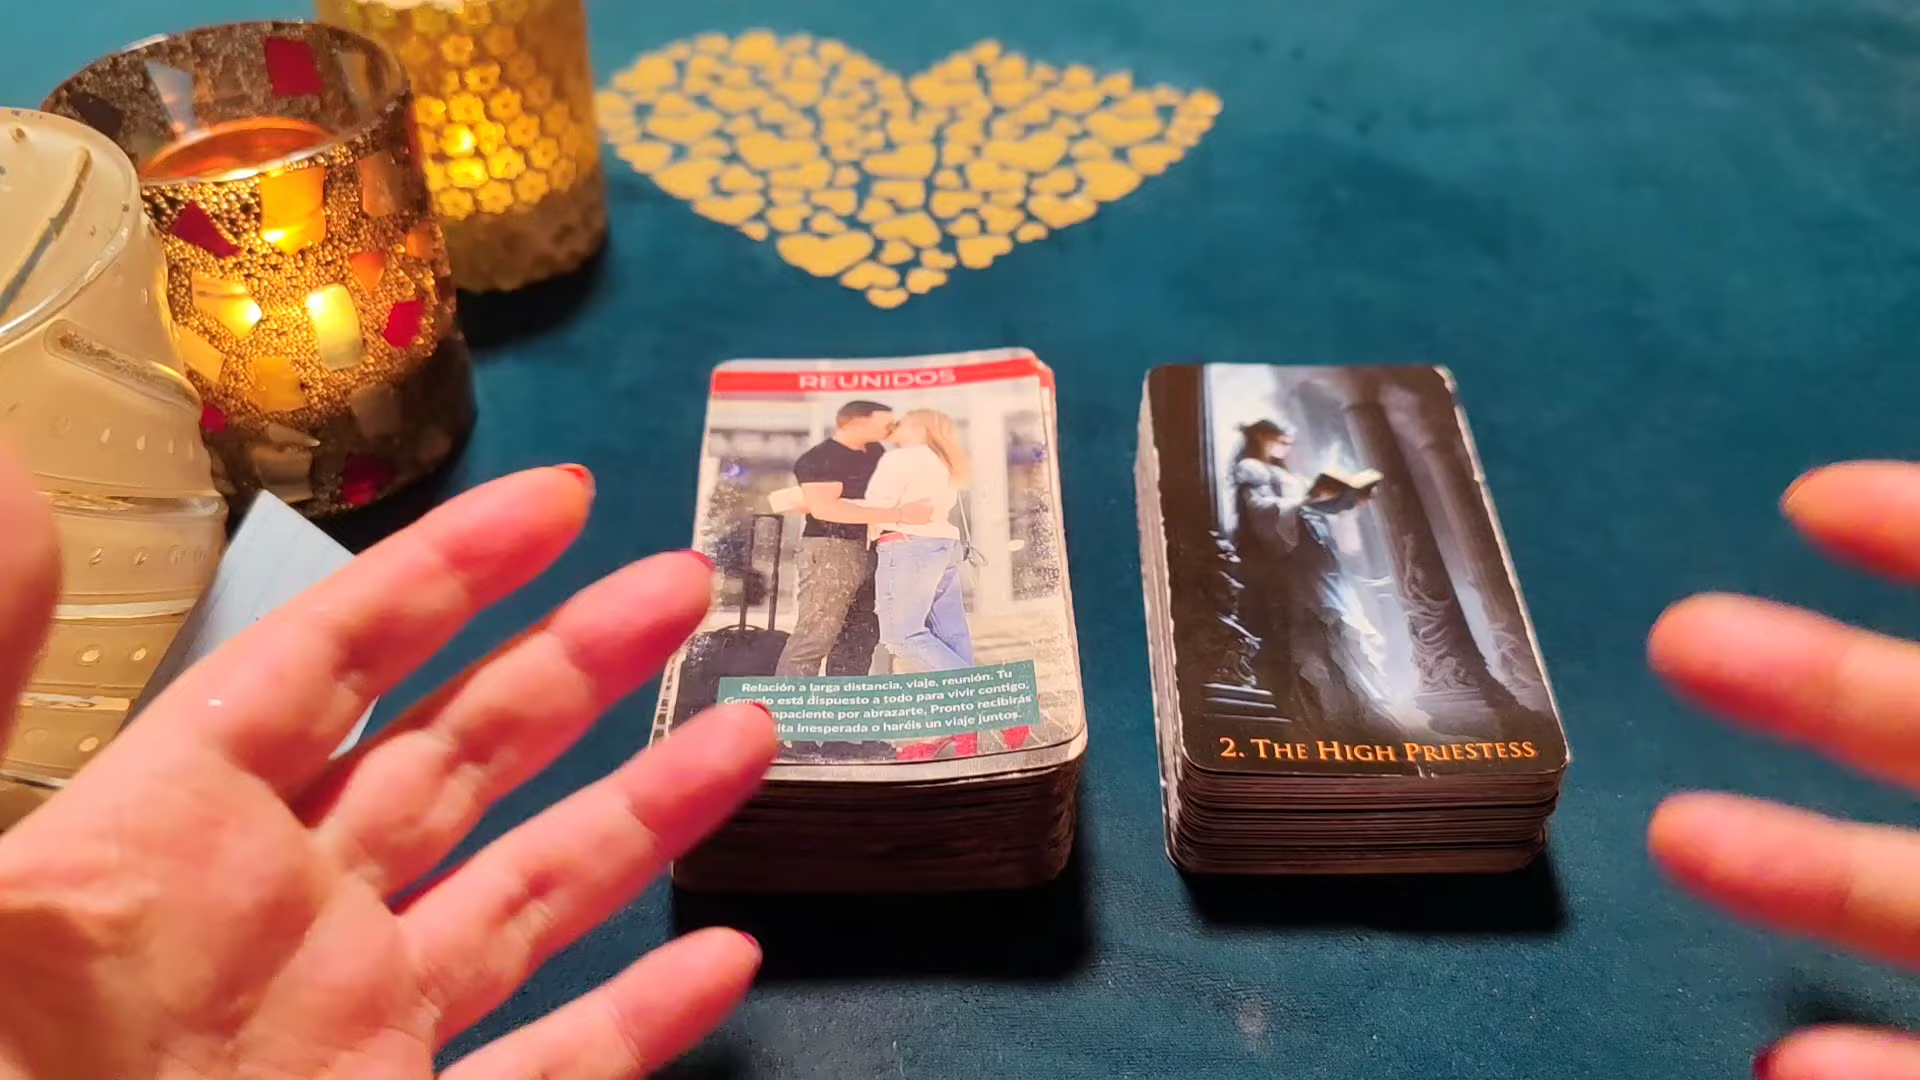 REUNIDOS
Relación a larga distancia, viaje, reunión. Tu
Gemelo está dispuesto a todo para vivir contigo.
por abrazarte. Pronto recibirás
inesperada o haréis un viaje juntos.
2. THE HIGH PRIESTESS